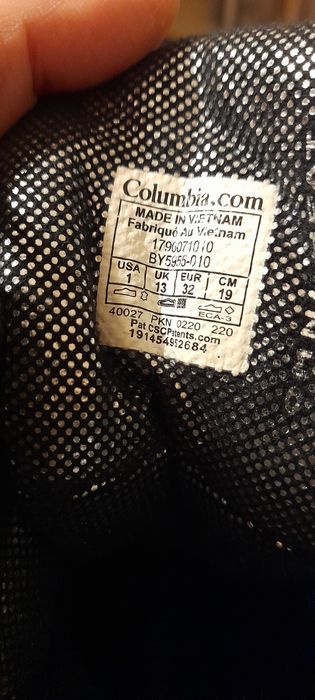 Columbia.com
MADE IN VIETNAM
Fabriqué Au Vietnam
1796071010
BY5955-010
USA UK EUR CM
1 13 32 19
ECA-3
40027 PKN 0220 220
Pat CSCPatents.com
191454952684